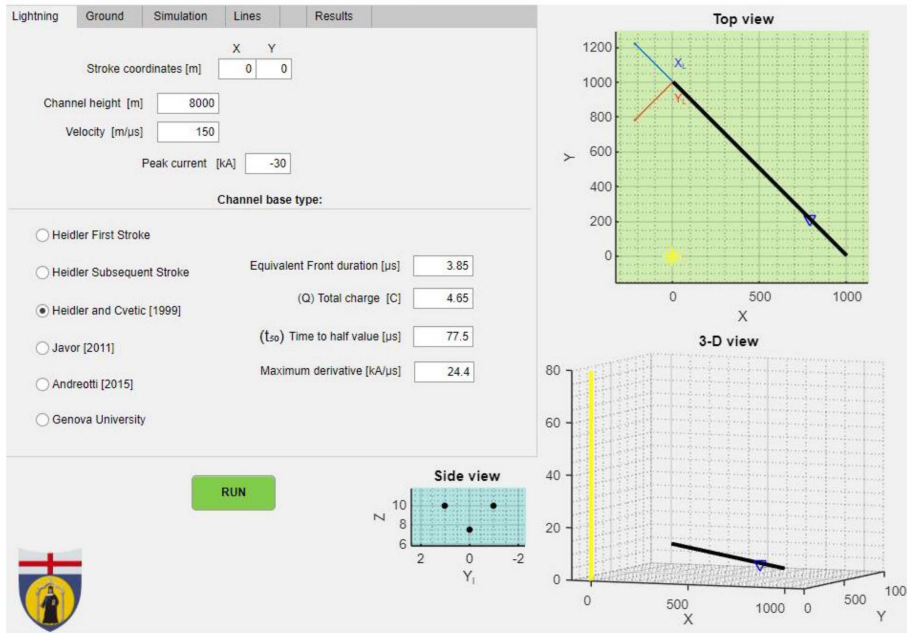 Lightning Ground Simulation Lines Results
X Y
Stroke coordinates [m] 0 0
Channel height [m] 8000
Velocity [m/µs] 150
Peak current [kA] -30
Channel base type:
Heidler First Stroke
Heidler Subsequent Stroke
Heidler and Cvetic [1999]
Javor [2011]
Andreotti [2015]
Genova University
Equivalent Front duration [µs] 3.85
(Q) Total charge [C] 4.65
(t₅₀) Time to half value [µs] 77.5
Maximum derivative [kA/µs] 24.4
RUN
Side view
Z
10
8
6
2 0 -2
Yₗ
Top view
1200
1000
800
600
400
200
0
Y
X_L
Y_L
0 500 1000
X
3-D view
80
60
40
20
0
0 500 1000
X
0 500 100
Y